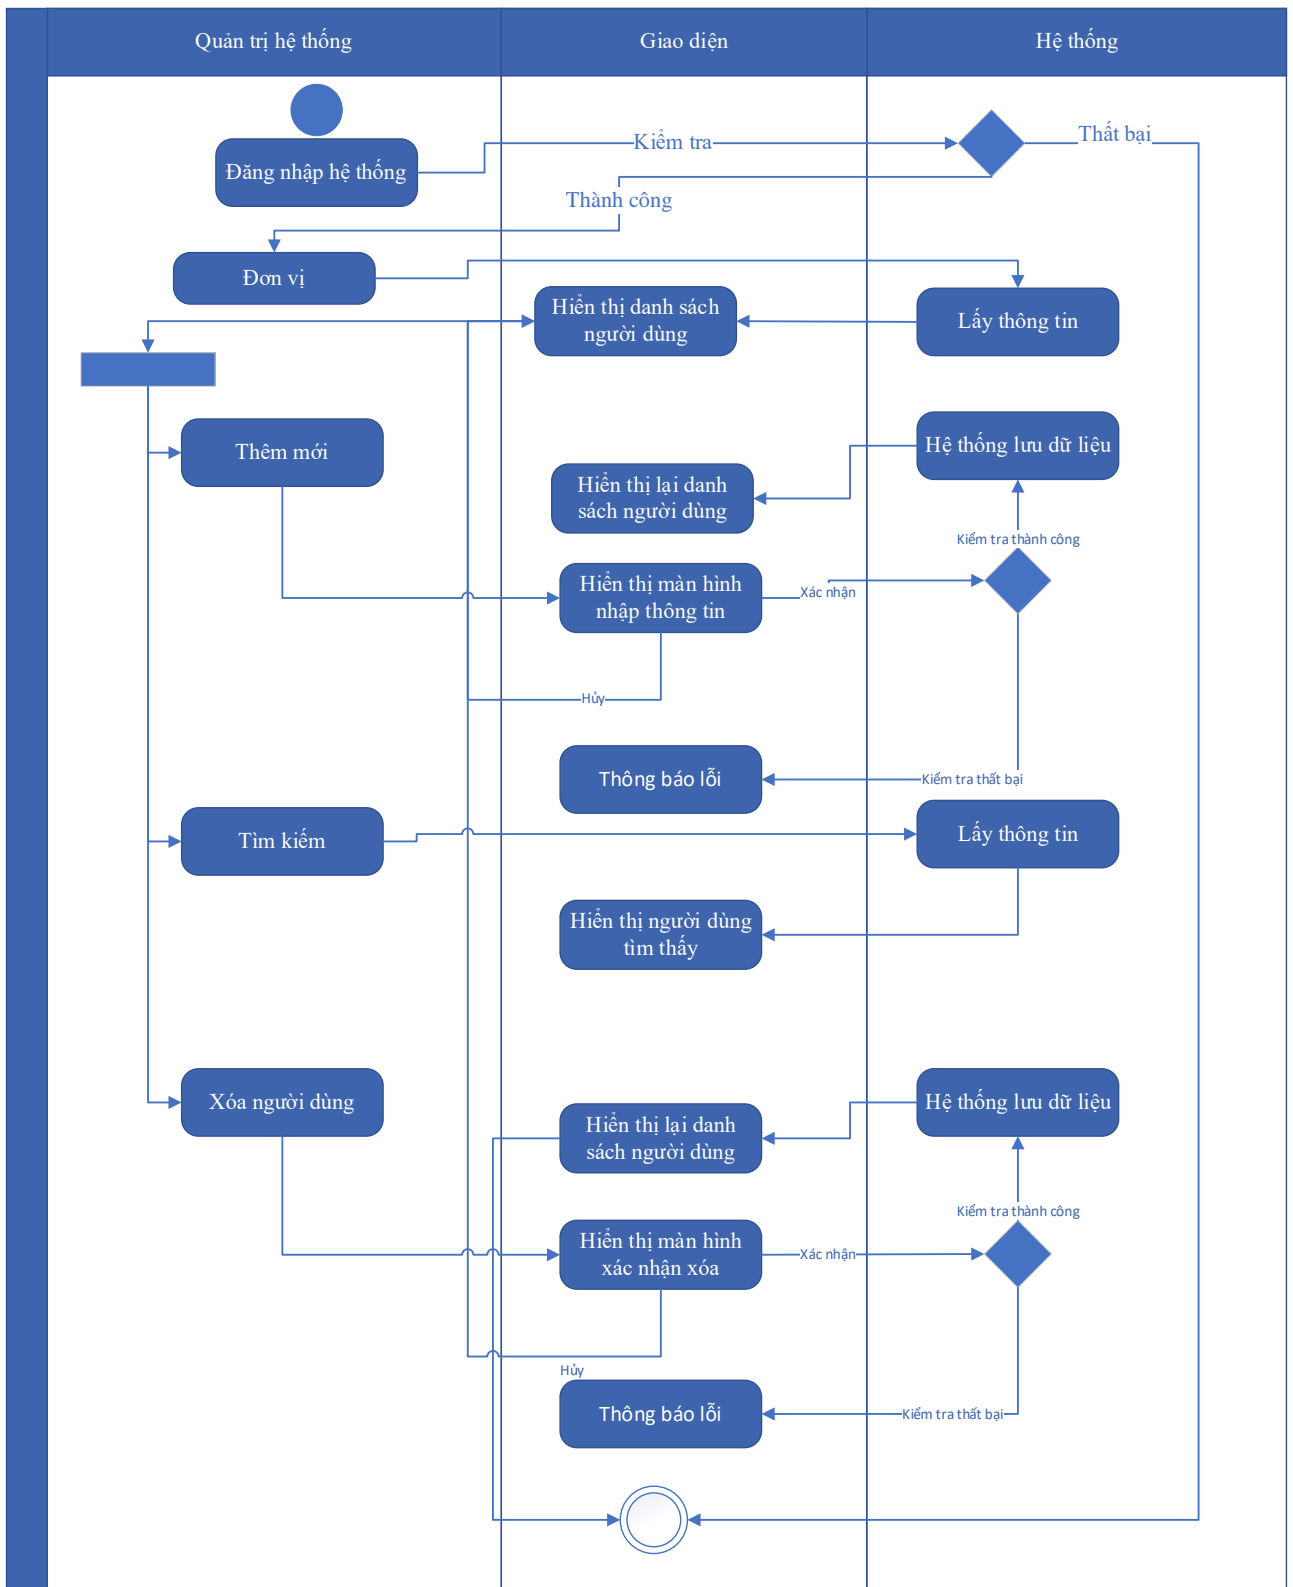 Quản trị hệ thống
Giao diện
Hệ thống
Kiểm tra
Thất bại
Đăng nhập hệ thống
Thành công
Đơn vị
Hiển thị danh sách
người dùng
Lấy thông tin
Thêm mới
Hệ thống lưu dữ liệu
Hiển thị lại danh
sách người dùng
Kiểm tra thành công
Hiển thị màn hình
nhập thông tin
Xác nhận
Hủy
Thông báo lỗi
Kiểm tra thất bại
Tìm kiếm
Lấy thông tin
Hiển thị người dùng
tìm thấy
Xóa người dùng
Hệ thống lưu dữ liệu
Hiển thị lại danh
sách người dùng
Kiểm tra thành công
Hiển thị màn hình
xác nhận xóa
Xác nhận
Hủy
Thông báo lỗi
Kiểm tra thất bại